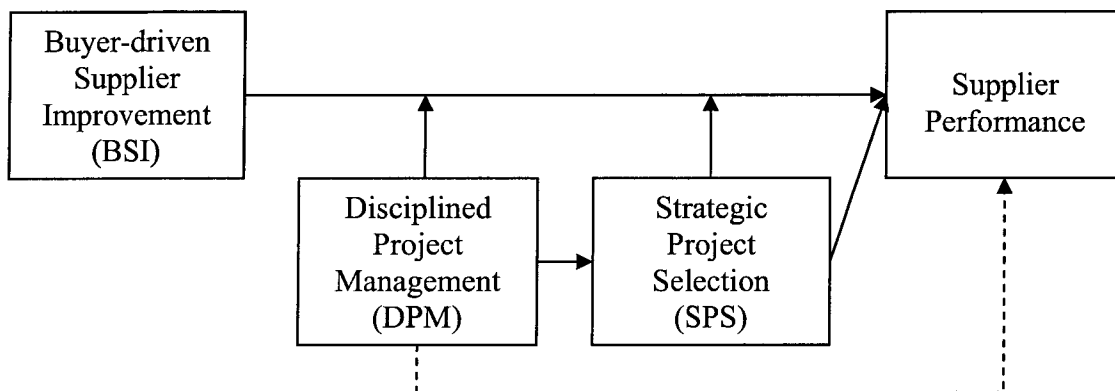 Buyer-driven
Supplier
Improvement
(BSI)
Supplier
Performance
Disciplined
Project
Management
(DPM)
Strategic
Project
Selection
(SPS)